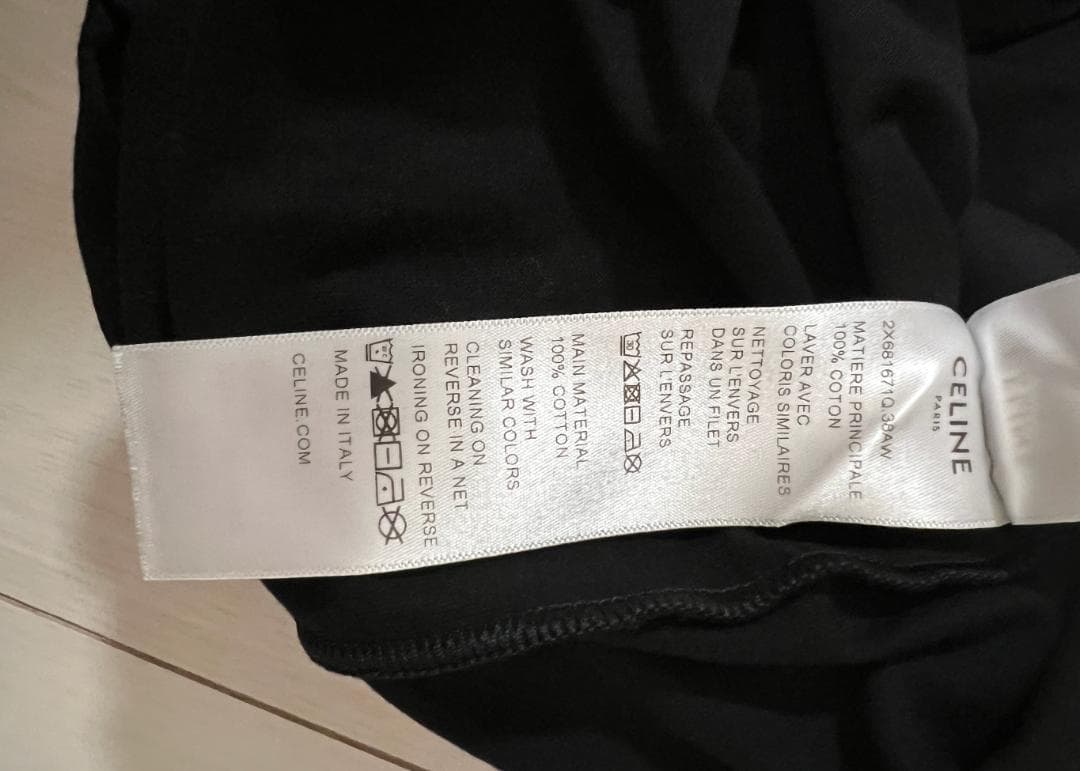 CELINE
PARIS
2X681671Q.38AW
MATIERE PRINCIPALE
100% COTON
LAVER AVEC
COLORIS SIMILAIRES
NETTOYAGE
SUR L'ENVERS
DANS UN FILET
REPASSAGE
SUR L'ENVERS
MAIN MATERIAL
100% COTTON
WASH WITH
SIMILAR COLORS
CLEANING ON
REVERSE IN A NET
IRONING ON REVERSE
MADE IN ITALY
CELINE.COM